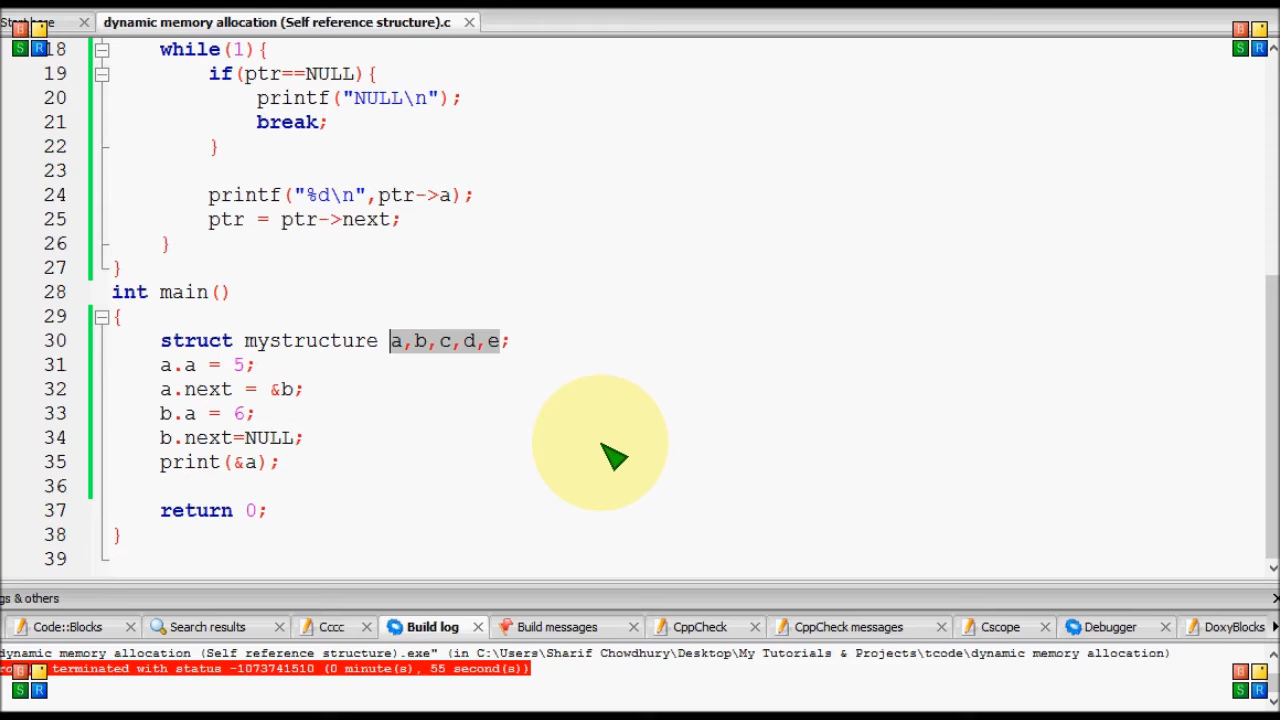 Start here
dynamic memory allocation (Self reference structure).c
18 while(1){
19 if(ptr==NULL){
20 printf("NULL\n");
21 break;
22 }
23
24 printf("%d\n",ptr->a);
25 ptr = ptr->next;
26 }
27 }
28 int main()
29 {
30 struct mystructure a,b,c,d,e;
31 a.a = 5;
32 a.next = &b;
33 b.a = 6;
34 b.next=NULL;
35 print(&a);
36
37 return 0;
38 }
39
gs & others
Code::Blocks Search results Cccc Build log Build messages CppCheck CppCheck messages Cscope Debugger DoxyBlocks
dynamic memory allocation (Self reference structure).exe" (in C:\Users\Sharif Chowdhury\Desktop\My Tutorials & Projects\tcode\dynamic memory allocation)
terminated with status -1073741510 (0 minute(s), 55 second(s))
B
S R
B
S R
B
S R
B
S R